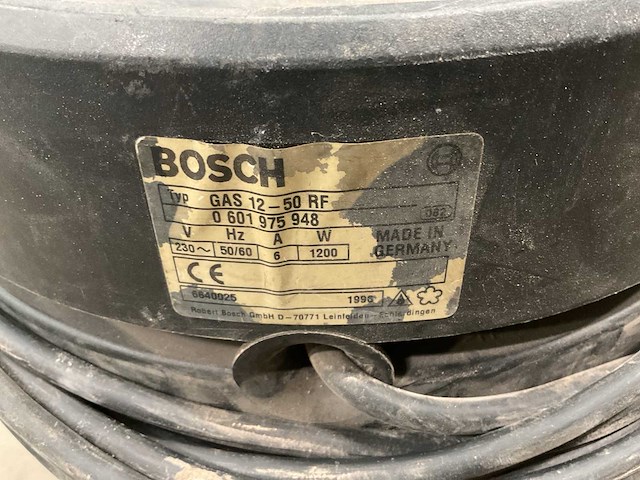 BOSCH
Typ GAS 12-50 RF
0 601 975 948 032
V Hz A W MADE IN
230~ 50/60 6 1200 GERMANY
CE
6640025 1996
Robert Bosch GmbH D-70771 Leinfelden-Echterdingen